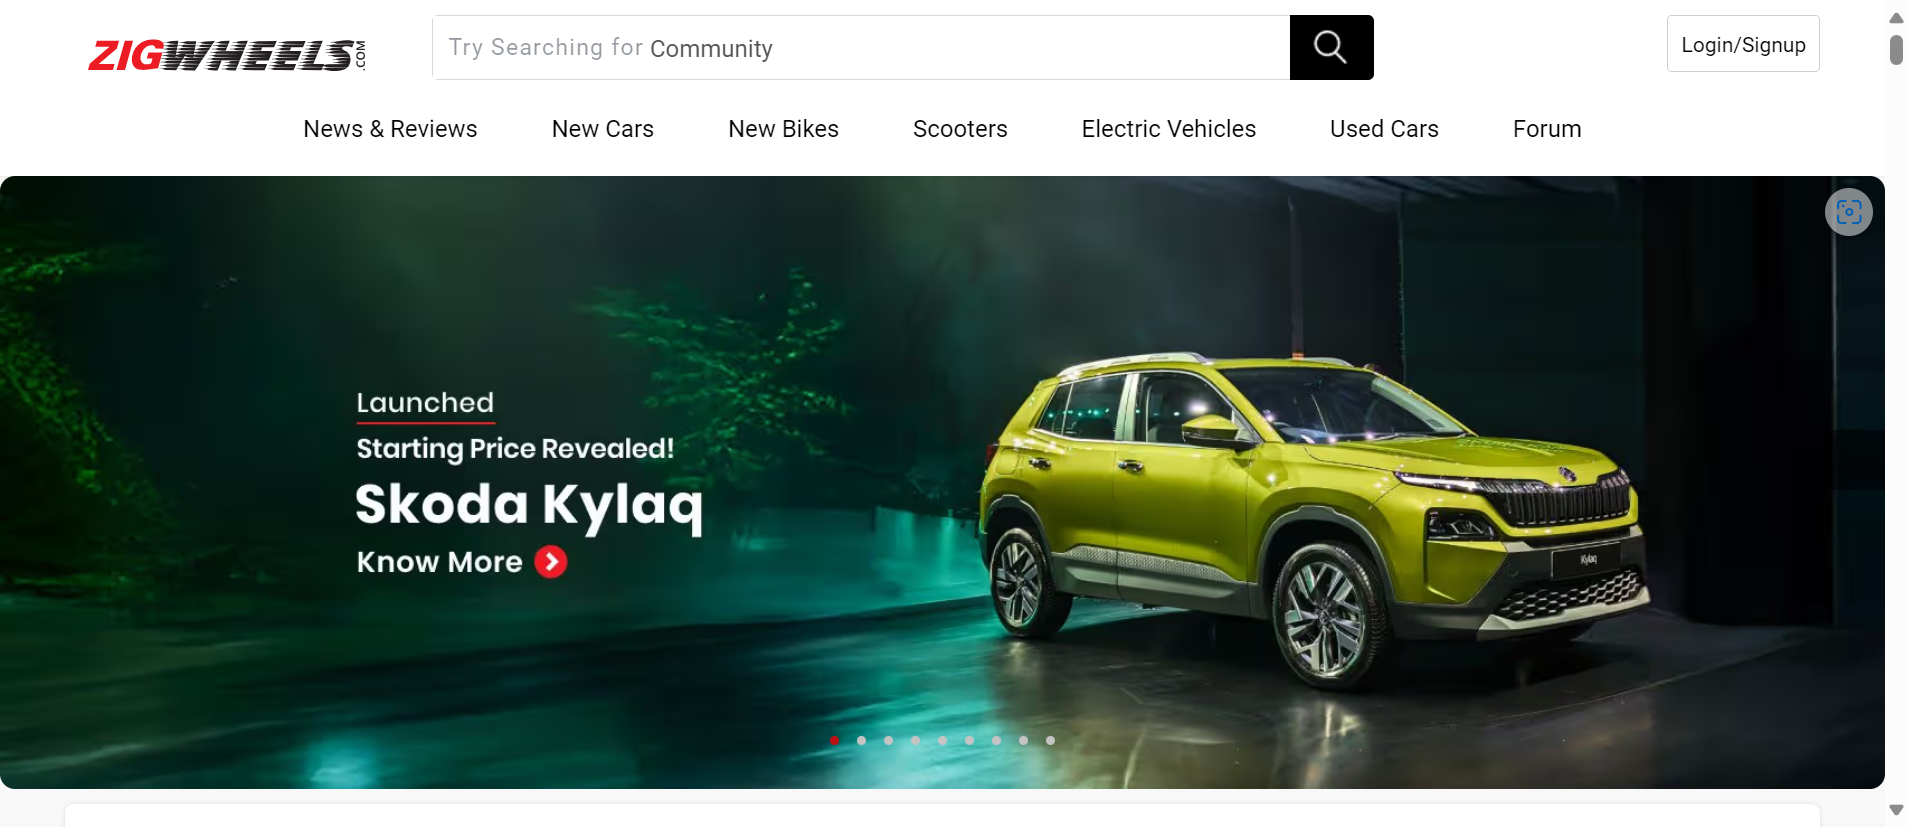 ZIGWHEELS.COM
Try Searching for Community
Login/Signup
News & Reviews New Cars New Bikes Scooters Electric Vehicles Used Cars Forum
Launched
Starting Price Revealed!
Skoda Kylaq
Know More
Kylaq